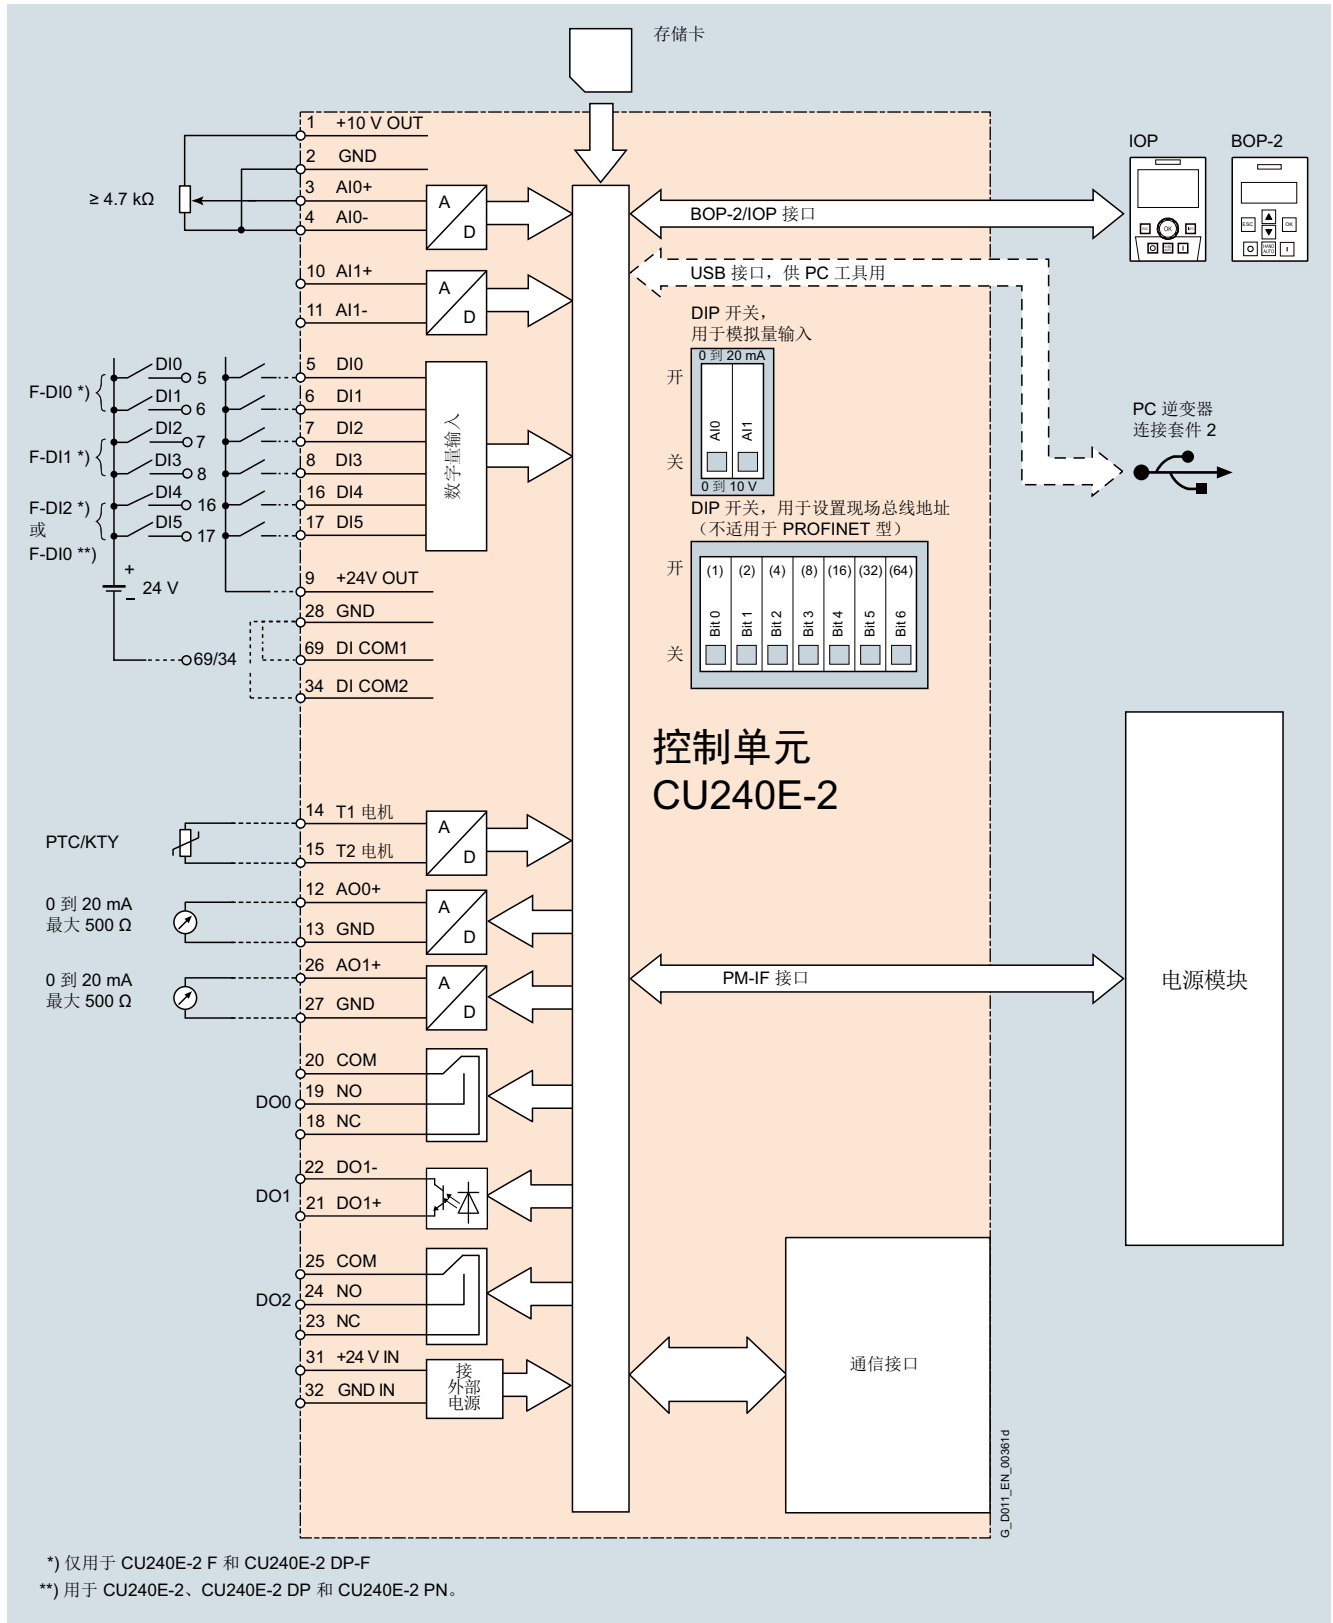 存储卡
1 +10 V OUT
2 GND
3 AI0+
4 AI0-
≥ 4.7 kΩ
A
D
10 AI1+
11 AI1-
A
D
IOP
BOP-2
ESC
OK
HAND
AUTO
OK
BOP-2/IOP 接口
USB 接口，供 PC 工具用
DIP 开关，
用于模拟量输入
0 到 20 mA
开
AI0
AI1
关
0 到 10 V
PC 逆变器
连接套件 2
F-DI0 *)
F-DI1 *)
F-DI2 *)
或
F-DI0 **)
DI0 5
DI1 6
DI2 7
DI3 8
DI4 16
DI5 17
+
–
24 V
69/34
5 DI0
6 DI1
7 DI2
8 DI3
16 DI4
17 DI5
数字量输入
9 +24V OUT
28 GND
69 DI COM1
34 DI COM2
DIP 开关，用于设置现场总线地址
（不适用于 PROFINET 型）
开
(1) (2) (4) (8) (16) (32) (64)
Bit 0 Bit 1 Bit 2 Bit 3 Bit 4 Bit 5 Bit 6
关
控制单元
CU240E-2
PTC/KTY
14 T1 电机
15 T2 电机
A
D
0 到 20 mA
最大 500 Ω
12 AO0+
13 GND
A
D
0 到 20 mA
最大 500 Ω
26 AO1+
27 GND
A
D
PM-IF 接口
电源模块
DO0
20 COM
19 NO
18 NC
DO1
22 DO1-
21 DO1+
DO2
25 COM
24 NO
23 NC
31 +24 V IN
32 GND IN
接
外部
电源
通信接口
G_D011_EN_00361d
*) 仅用于 CU240E-2 F 和 CU240E-2 DP-F
**) 用于 CU240E-2、CU240E-2 DP 和 CU240E-2 PN。